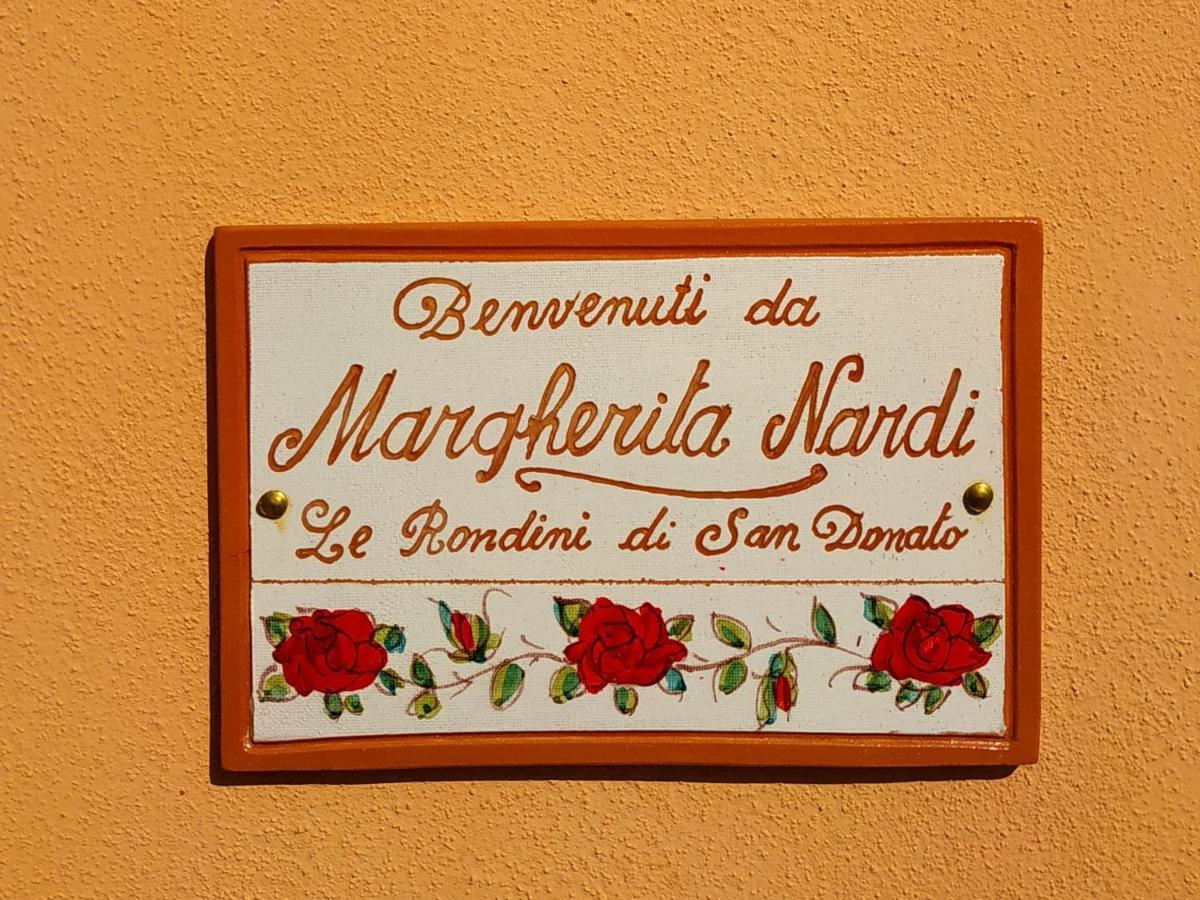 Benvenuti da
Margherita Nardi
Le Rondini di San Donato